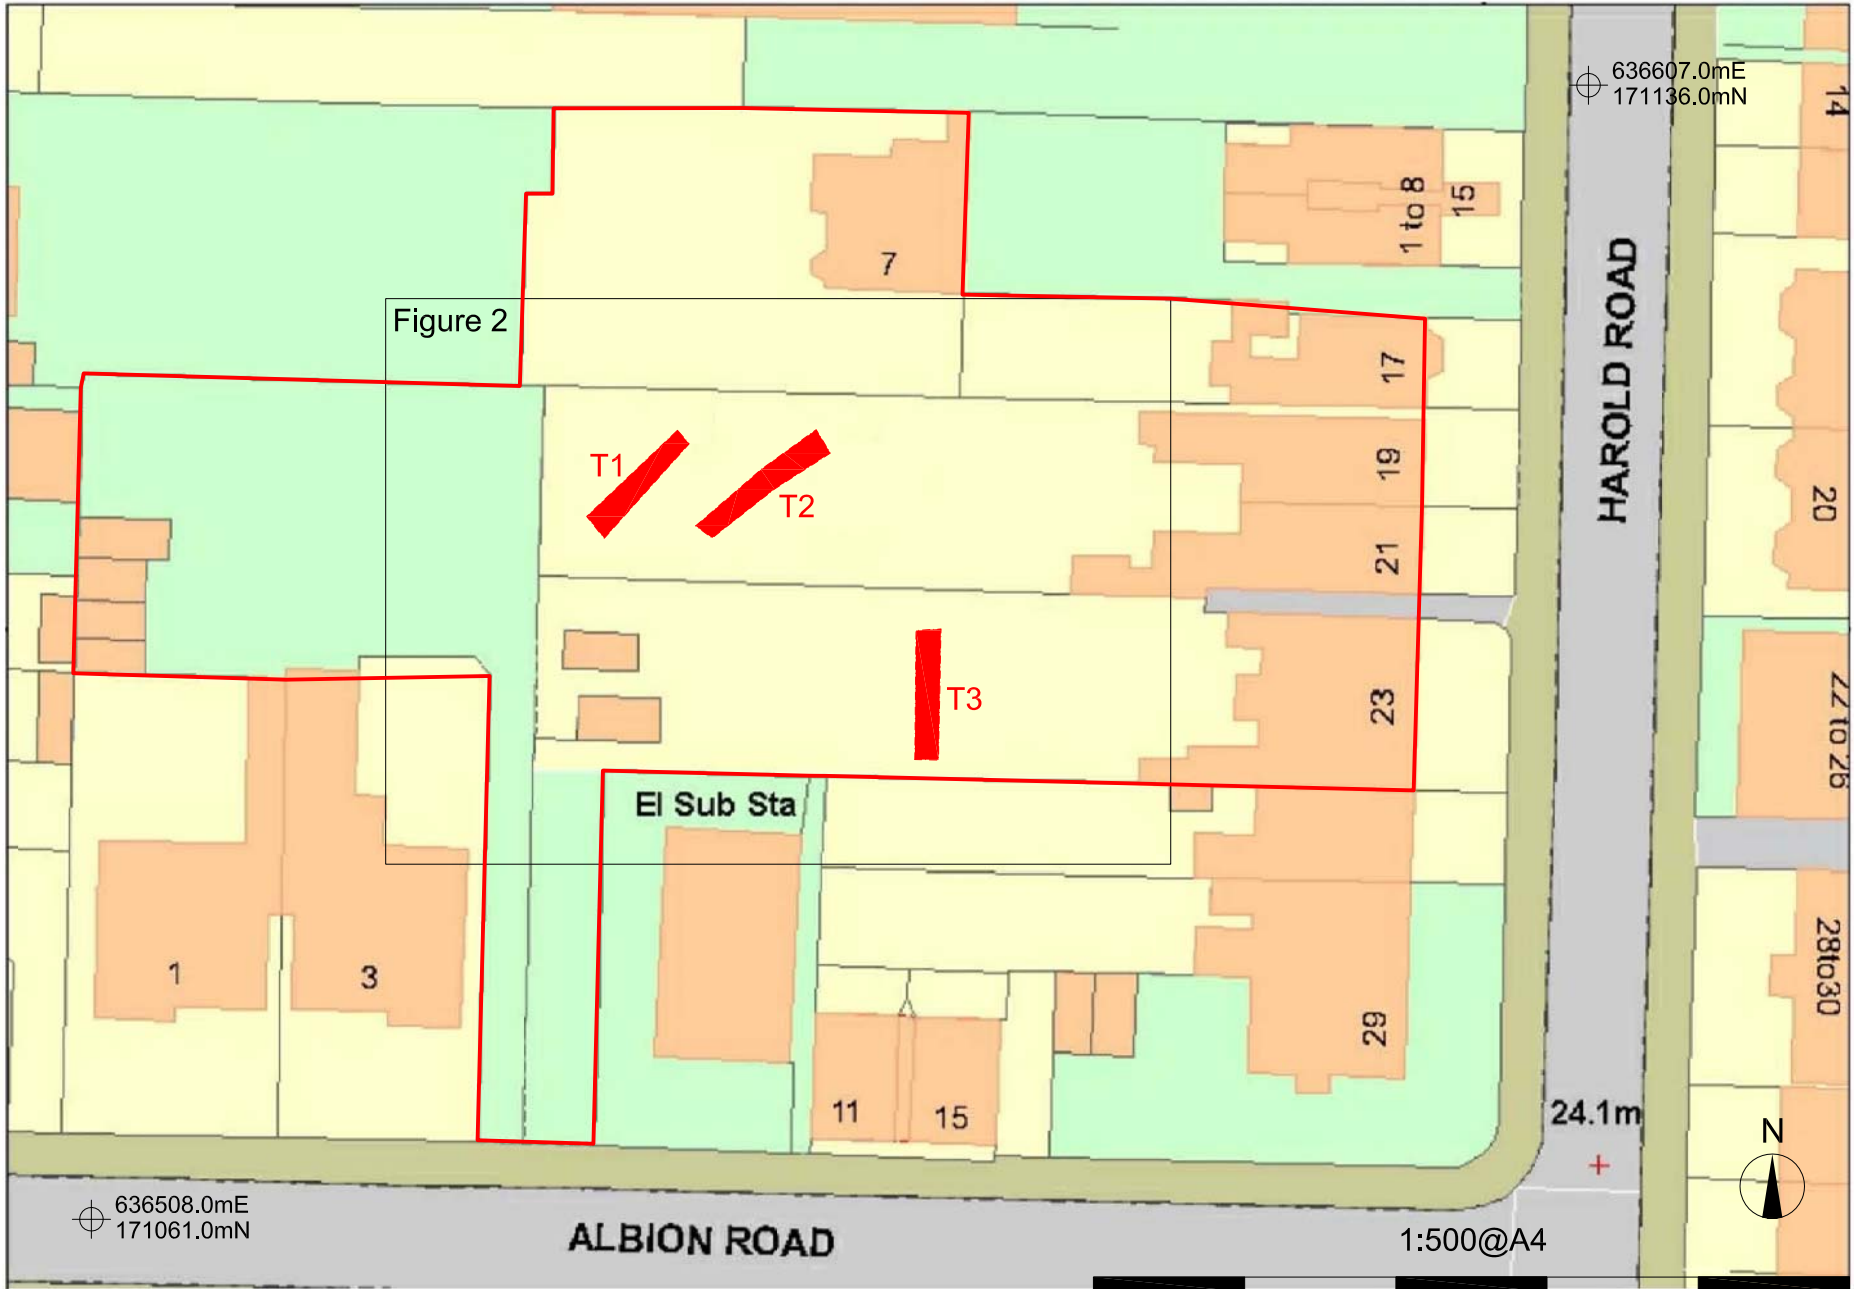 636607.0mE
171136.0mN
14
1 to 8
15
7
Figure 2
17
HAROLD ROAD
T1
T2
19
20
21
T3
23
22 to 26
El Sub Sta
1
3
28to30
29
11
15
24.1m
N
636508.0mE
171061.0mN
ALBION ROAD
1:500@A4